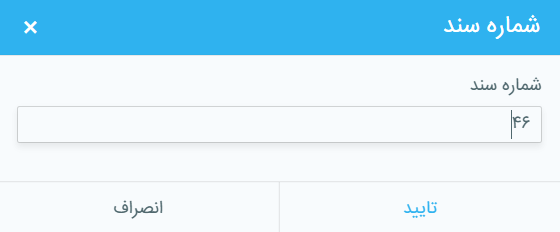 شماره سند
شماره سند
۴۶
تایید
انصراف